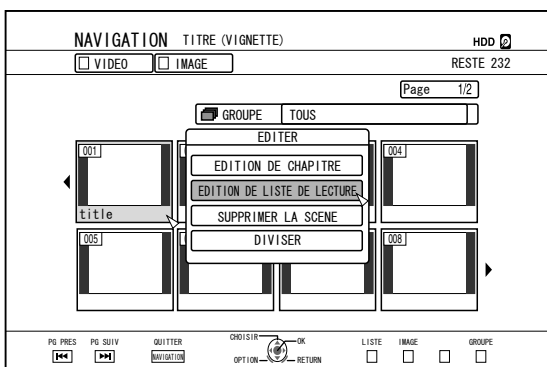 NAVIGATION TITRE (VIGNETTE) HDD
VIDEO IMAGE RESTE 232
Page 1/2
GROUPE TOUS
EDITER
001 004
EDITION DE CHAPITRE
EDITION DE LISTE DE LECTURE
title SUPPRIMER LA SCENE
005 DIVISER 008
PG PRES PG SUIV QUITTER CHOISIR OK LISTE IMAGE GROUPE
NAVIGATION OPTION RETURN